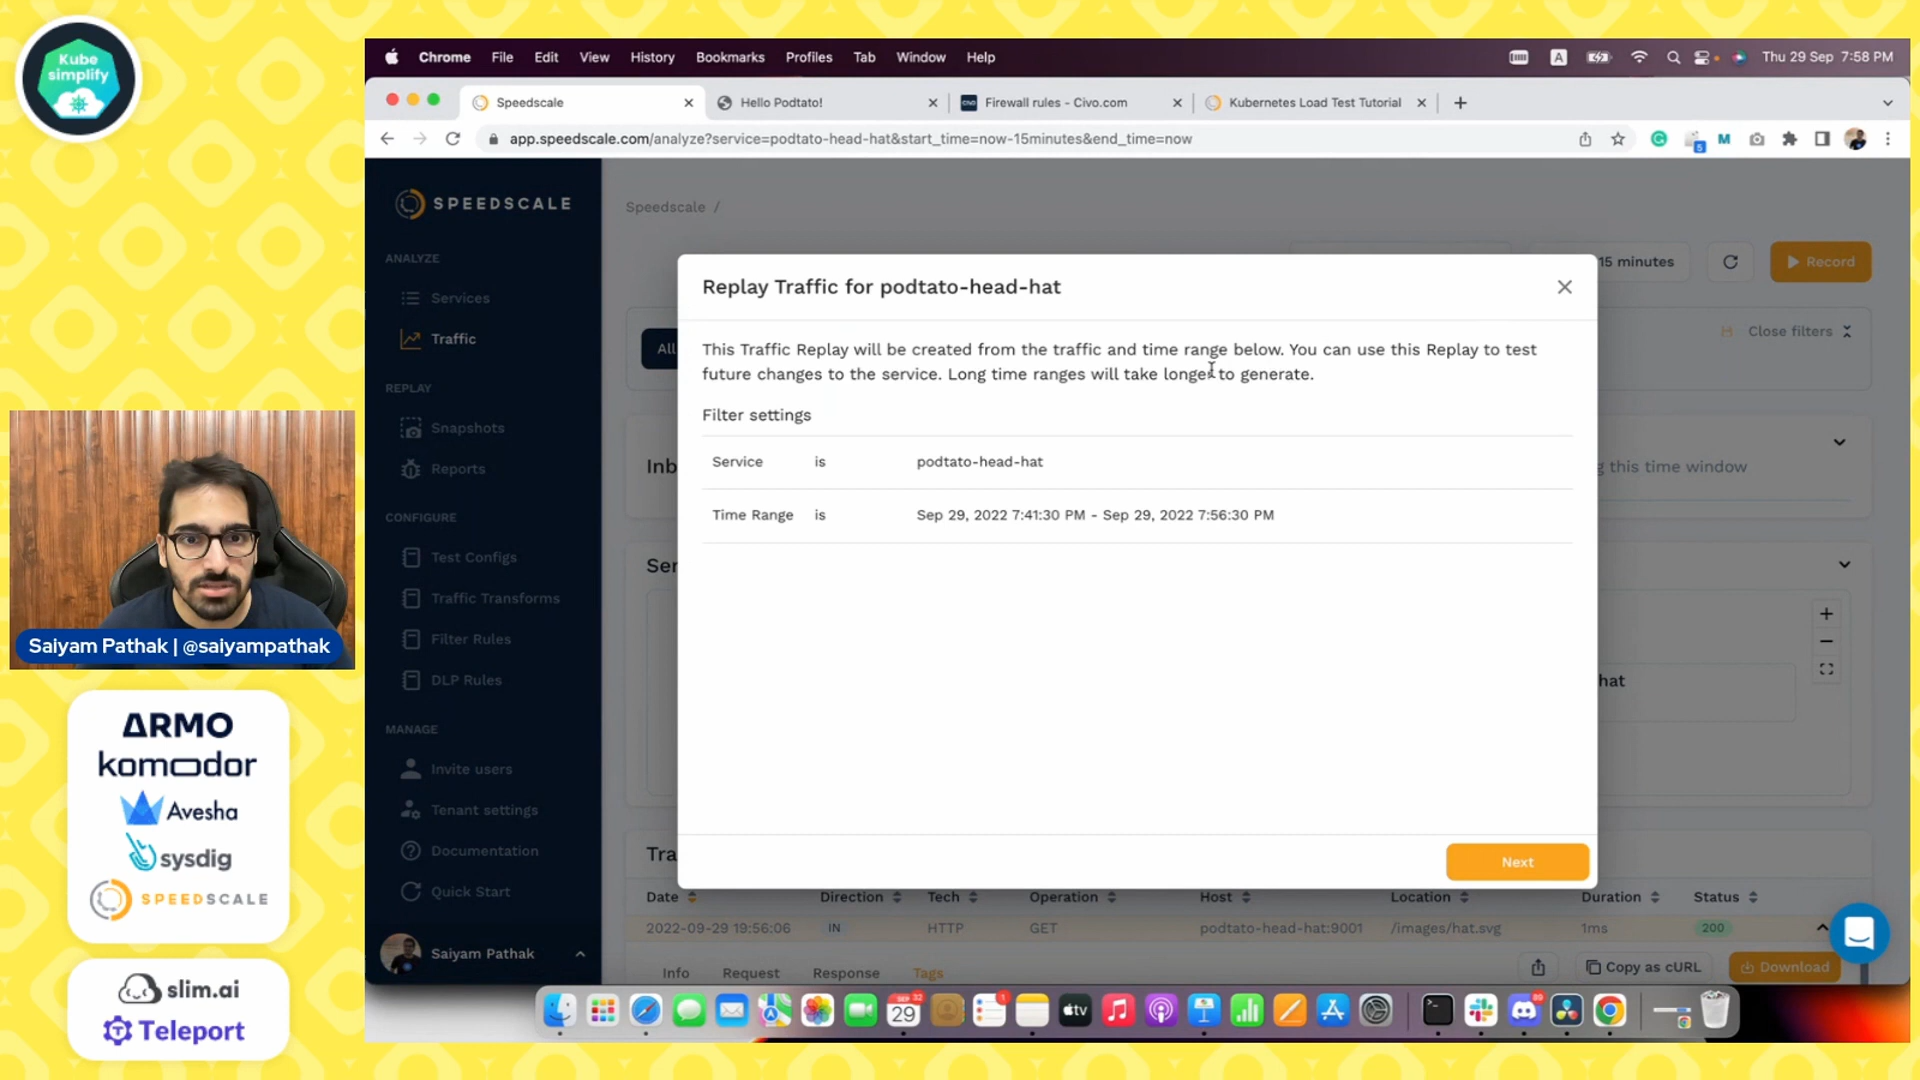 Kube
simplify
Chrome File Edit View History Bookmarks Profiles Tab Window Help
A
Thu 29 Sep 7:58 PM
Speedscale
Hello Podtato!
Firewall rules - Civo.com
Kubernetes Load Test Tutorial
app.speedscale.com/analyze?service=podtato-head-hat&start_time=now-15minutes&end_time=now
5
M
SPEEDSCALE
ANALYZE
Services
Traffic
REPLAY
Snapshots
Reports
CONFIGURE
Test Configs
Traffic Transforms
Filter Rules
DLP Rules
MANAGE
Invite users
Tenant settings
Documentation
Quick Start
Saiyam Pathak
Speedscale /
15 minutes
Record
All
Close filters
Inb
g this time window
Ser
hat
Replay Traffic for podtato-head-hat
This Traffic Replay will be created from the traffic and time range below. You can use this Replay to test
future changes to the service. Long time ranges will take longer to generate.
Filter settings
Service is podtato-head-hat
Time Range is Sep 29, 2022 7:41:30 PM - Sep 29, 2022 7:56:30 PM
Next
Tra
Date Direction Tech Operation Host Location Duration Status
2022-09-29 19:56:06 IN HTTP GET podtato-head-hat:9001 /images/hat.svg 1ms 200
Info Request Response Tags
Copy as cURL
Download
SEP
29
tv
Saiyam Pathak | @saiyampathak
ARMO
komodor
Avesha
sysdig
SPEEDSCALE
slim.ai
Teleport